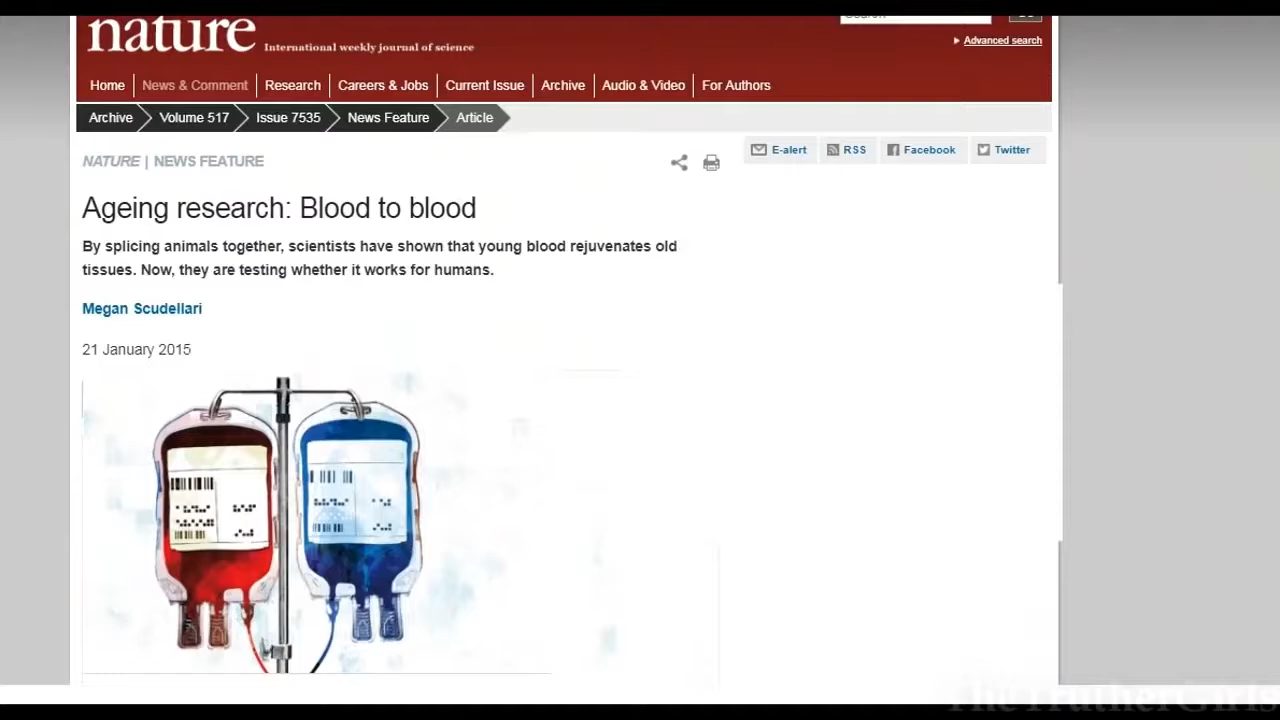 nature International weekly journal of science
Advanced search
Home News & Comment Research Careers & Jobs Current Issue Archive Audio & Video For Authors
Archive Volume 517 Issue 7535 News Feature Article
E-alert RSS Facebook Twitter
NATURE | NEWS FEATURE
Ageing research: Blood to blood
By splicing animals together, scientists have shown that young blood rejuvenates old
tissues. Now, they are testing whether it works for humans.
Megan Scudellari
21 January 2015
TheTrutherGirls